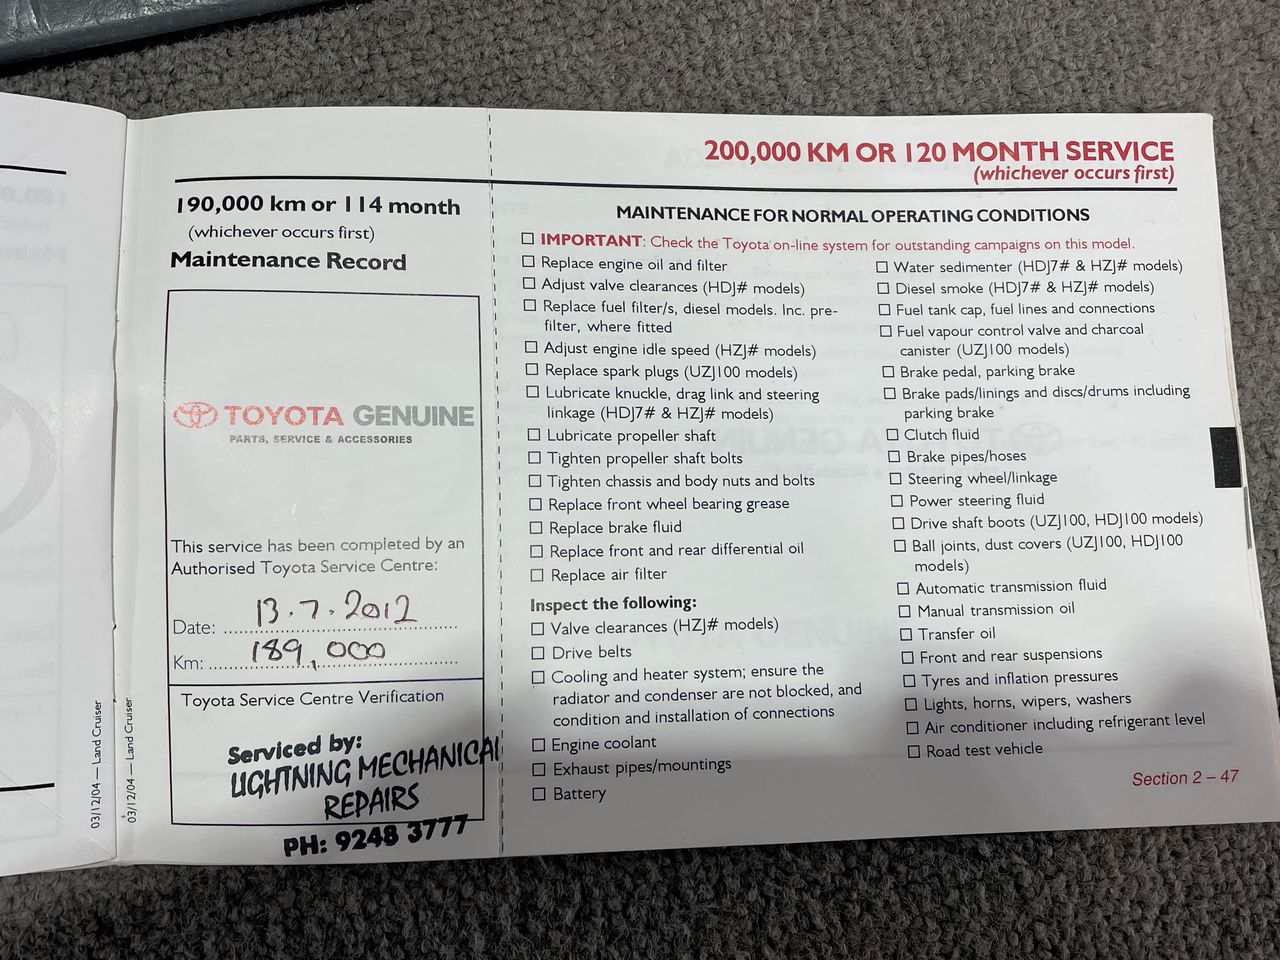 190,000 km or 114 month
(whichever occurs first)
Maintenance Record
TOYOTA GENUINE
PARTS, SERVICE & ACCESSORIES
This service has been completed by an
Authorised Toyota Service Centre:
Date: 13.7.2012
Km: 189,000
Toyota Service Centre Verification
Serviced by:
LIGHTNING MECHANICAL
REPAIRS
PH: 9248 3777
03/12/04 — Land Cruiser
03/12/04 — Land Cruiser
200,000 KM OR 120 MONTH SERVICE
(whichever occurs first)
MAINTENANCE FOR NORMAL OPERATING CONDITIONS
IMPORTANT: Check the Toyota on-line system for outstanding campaigns on this model.
Replace engine oil and filter
Adjust valve clearances (HDJ# models)
Replace fuel filter/s, diesel models. Inc. pre-
filter, where fitted
Adjust engine idle speed (HZJ# models)
Replace spark plugs (UZJ100 models)
Lubricate knuckle, drag link and steering
linkage (HDJ7# & HZJ# models)
Lubricate propeller shaft
Tighten propeller shaft bolts
Tighten chassis and body nuts and bolts
Replace front wheel bearing grease
Replace brake fluid
Replace front and rear differential oil
Replace air filter
Inspect the following:
Valve clearances (HZJ# models)
Drive belts
Cooling and heater system; ensure the
radiator and condenser are not blocked, and
condition and installation of connections
Engine coolant
Exhaust pipes/mountings
Battery
Water sedimenter (HDJ7# & HZJ# models)
Diesel smoke (HDJ7# & HZJ# models)
Fuel tank cap, fuel lines and connections
Fuel vapour control valve and charcoal
canister (UZJ100 models)
Brake pedal, parking brake
Brake pads/linings and discs/drums including
parking brake
Clutch fluid
Brake pipes/hoses
Steering wheel/linkage
Power steering fluid
Drive shaft boots (UZJ100, HDJ100 models)
Ball joints, dust covers (UZJ100, HDJ100
models)
Automatic transmission fluid
Manual transmission oil
Transfer oil
Front and rear suspensions
Tyres and inflation pressures
Lights, horns, wipers, washers
Air conditioner including refrigerant level
Road test vehicle
Section 2 – 47